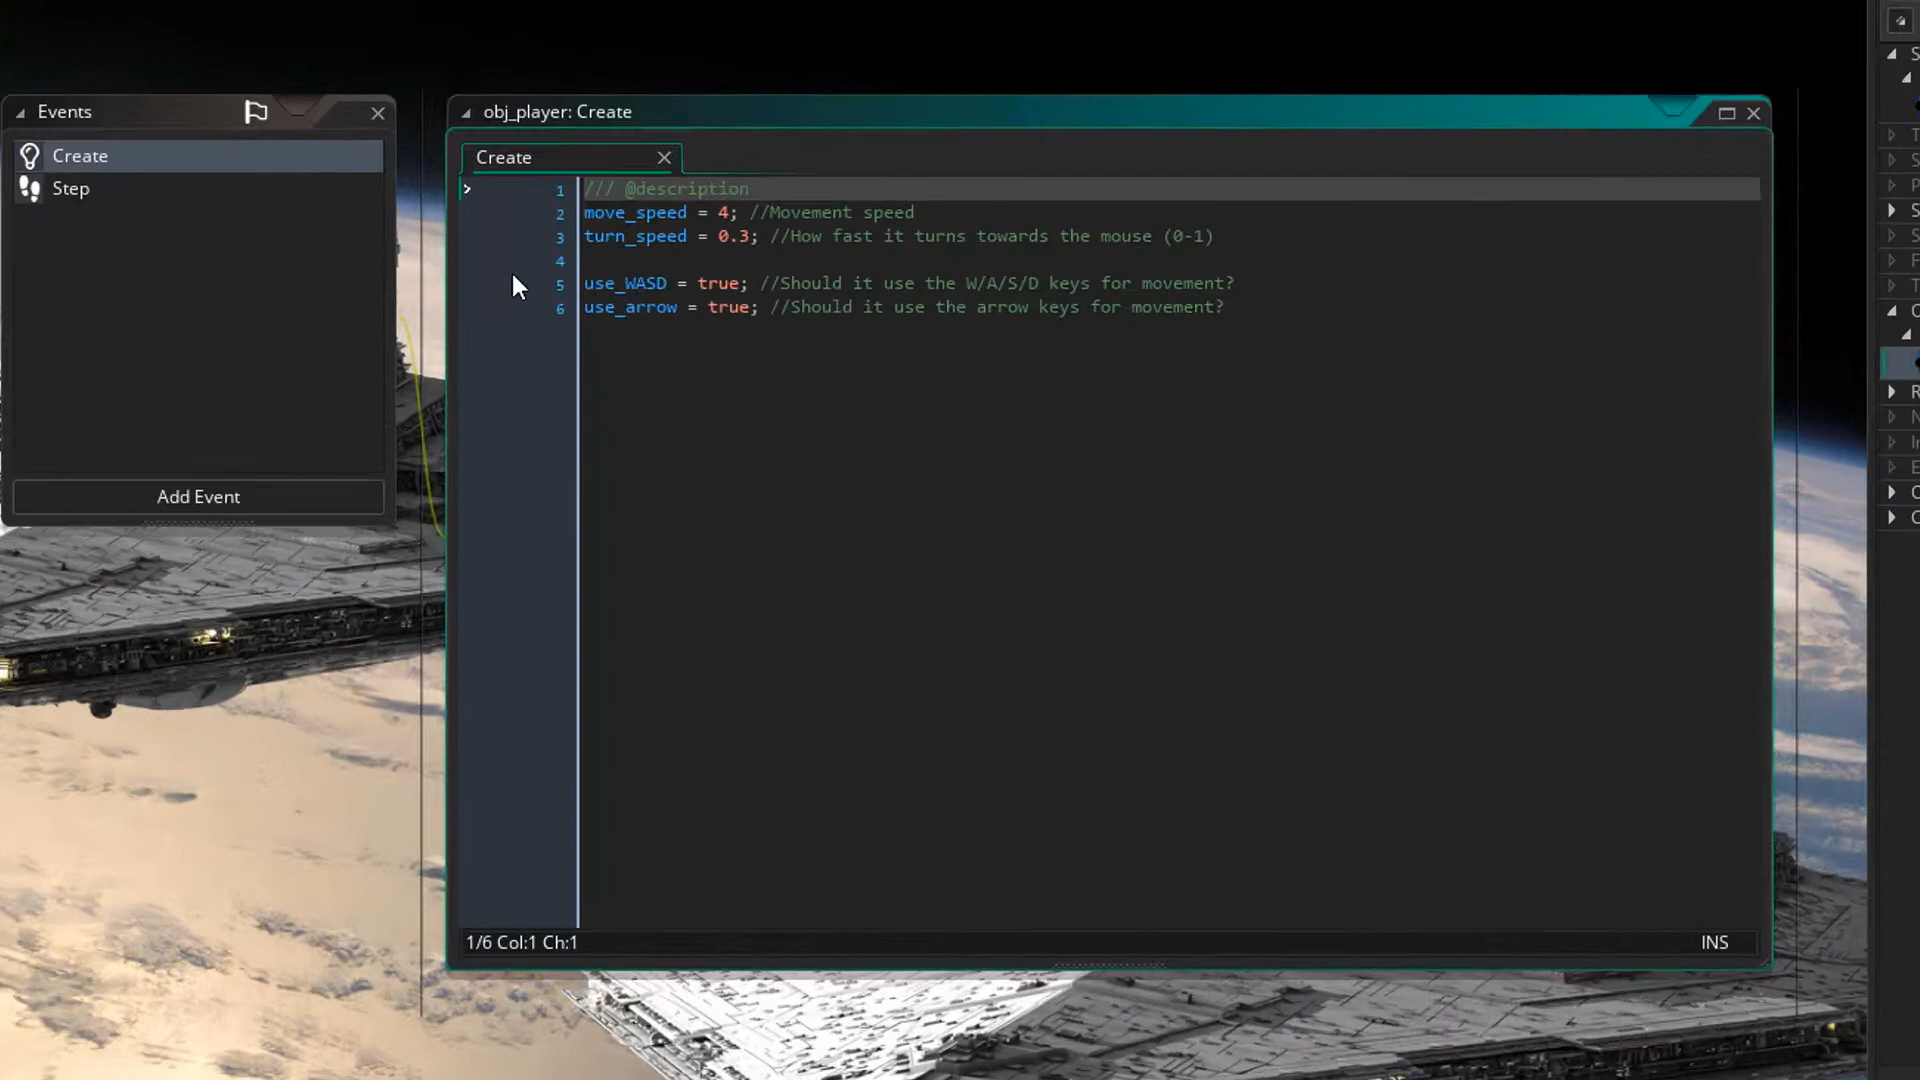 Events
Create
Step
Add Event
obj_player: Create
Create
1 /// @description
2 move_speed = 4; //Movement speed
3 turn_speed = 0.3; //How fast it turns towards the mouse (0-1)
4
5 use_WASD = true; //Should it use the W/A/S/D keys for movement?
6 use_arrow = true; //Should it use the arrow keys for movement?
1/6 Col:1 Ch:1
INS